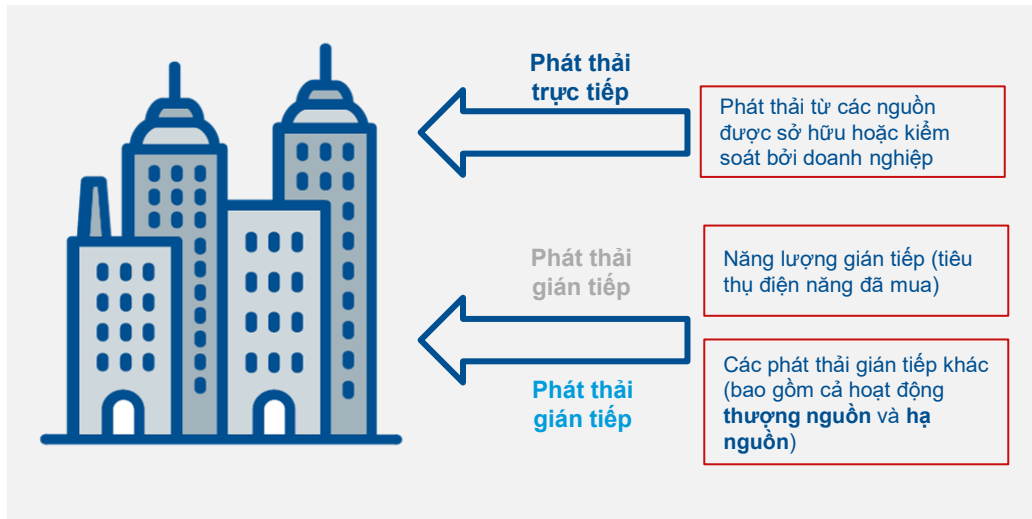 Phát thải
trực tiếp
Phát thải từ các nguồn
được sở hữu hoặc kiểm
soát bởi doanh nghiệp
Phát thải
gián tiếp
Năng lượng gián tiếp (tiêu
thụ điện năng đã mua)
Phát thải
gián tiếp
Các phát thải gián tiếp khác
(bao gồm cả hoạt động
thượng nguồn và hạ
nguồn)